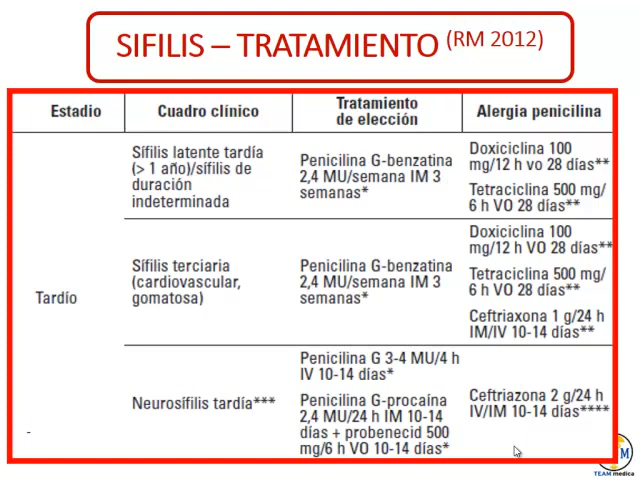 SIFILIS – TRATAMIENTO (RM 2012)
Estadio
Cuadro clínico
Tratamiento
de elección
Alergia penicilina
Tardío
Sífilis latente tardía
(> 1 año)/sífilis de
duración
indeterminada
Penicilina G-benzatina
2,4 MU/semana IM 3
semanas*
Doxiciclina 100
mg/12 h vo 28 días**
Tetraciclina 500 mg/
6 h VO 28 días**
Sífilis terciaria
(cardiovascular,
gomatosa)
Penicilina G-benzatina
2,4 MU/semana IM 3
semanas*
Doxiciclina 100
mg/12 h VO 28 días**
Tetraciclina 500 mg/
6 h VO 28 días**
Ceftriaxona 1 g/24 h
IM/IV 10-14 días**
Neurosífilis tardía***
Penicilina G 3-4 MU/4 h
IV 10-14 días*
Penicilina G-procaína
2,4 MU/24 h IM 10-14
días + probenecid 500
mg/6 h VO 10-14 días*
Ceftriazona 2 g/24 h
IV/IM 10-14 días****
-
TEAM medica